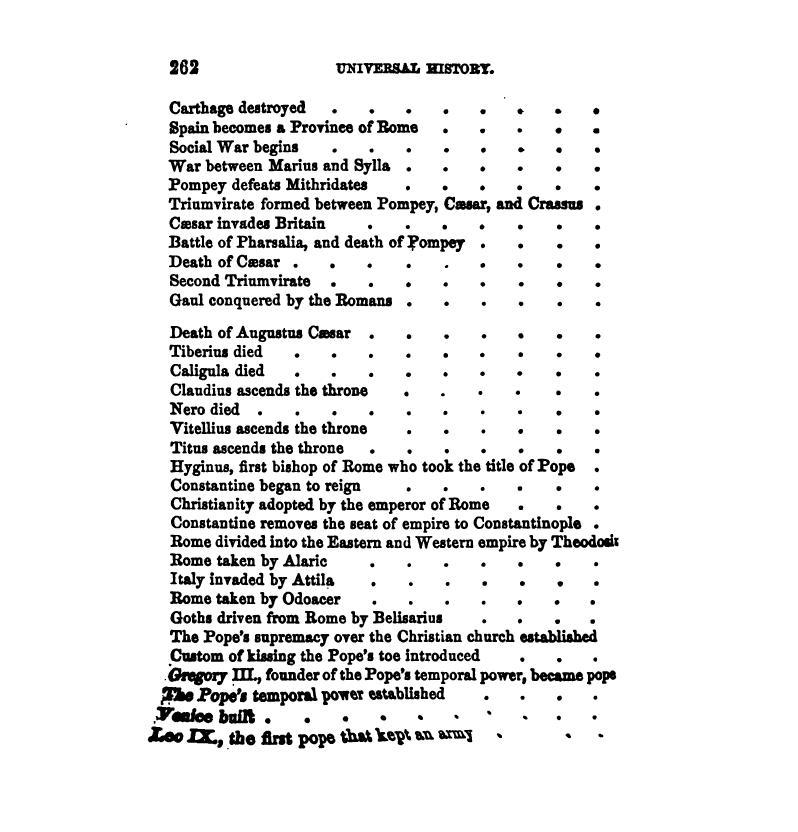 262 UNIVERSAL HISTORY.
Carthage destroyed . . . . . . . .
Spain becomes a Province of Rome . . . . .
Social War begins . . . . . . . .
War between Marius and Sylla . . . . . .
Pompey defeats Mithridates . . . . . .
Triumvirate formed between Pompey, Cæsar, and Crassus .
Cæsar invades Britain . . . . . . .
Battle of Pharsalia, and death of Pompey . . . .
Death of Cæsar . . . . . . . . .
Second Triumvirate . . . . . . . .
Gaul conquered by the Romans . . . . . .
Death of Augustus Cæsar . . . . . . .
Tiberius died . . . . . . . . .
Caligula died . . . . . . . . .
Claudius ascends the throne . . . . . .
Nero died . . . . . . . . . .
Vitellius ascends the throne . . . . . .
Titus ascends the throne . . . . . . .
Hyginus, first bishop of Rome who took the title of Pope .
Constantine began to reign . . . . . .
Christianity adopted by the emperor of Rome . . .
Constantine removes the seat of empire to Constantinople .
Rome divided into the Eastern and Western empire by
Rome taken by Alaric . . . . . . .
Italy invaded by Attila . . . . . . .
Rome taken by Odoacer . . . . . . .
Goths driven from Rome by Belisarius . . . .
The Pope's supremacy over the Christian church established
Custom of kissing the Pope's toe introduced . . .
Gregory III., founder of the Pope's temporal power, became pope
The Pope's temporal power established . . . .
Venice built . . . . . . . . . .
Leo IX., the first pope that kept an army . . .